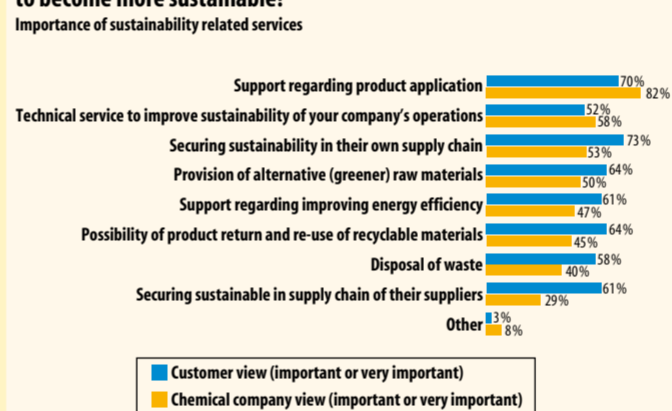 to become more sustainable?
Importance of sustainability related services
Support regarding product application 70%
82%
Technical service to improve sustainability of your company's operations 52%
58%
Securing sustainability in their own supply chain 73%
53%
Provision of alternative (greener) raw materials 64%
50%
Support regarding improving energy efficiency 61%
47%
Possibility of product return and re-use of recyclable materials 64%
45%
Disposal of waste 58%
40%
Securing sustainable in supply chain of their suppliers 61%
29%
Other 3%
8%
Customer view (important or very important)
Chemical company view (important or very important)